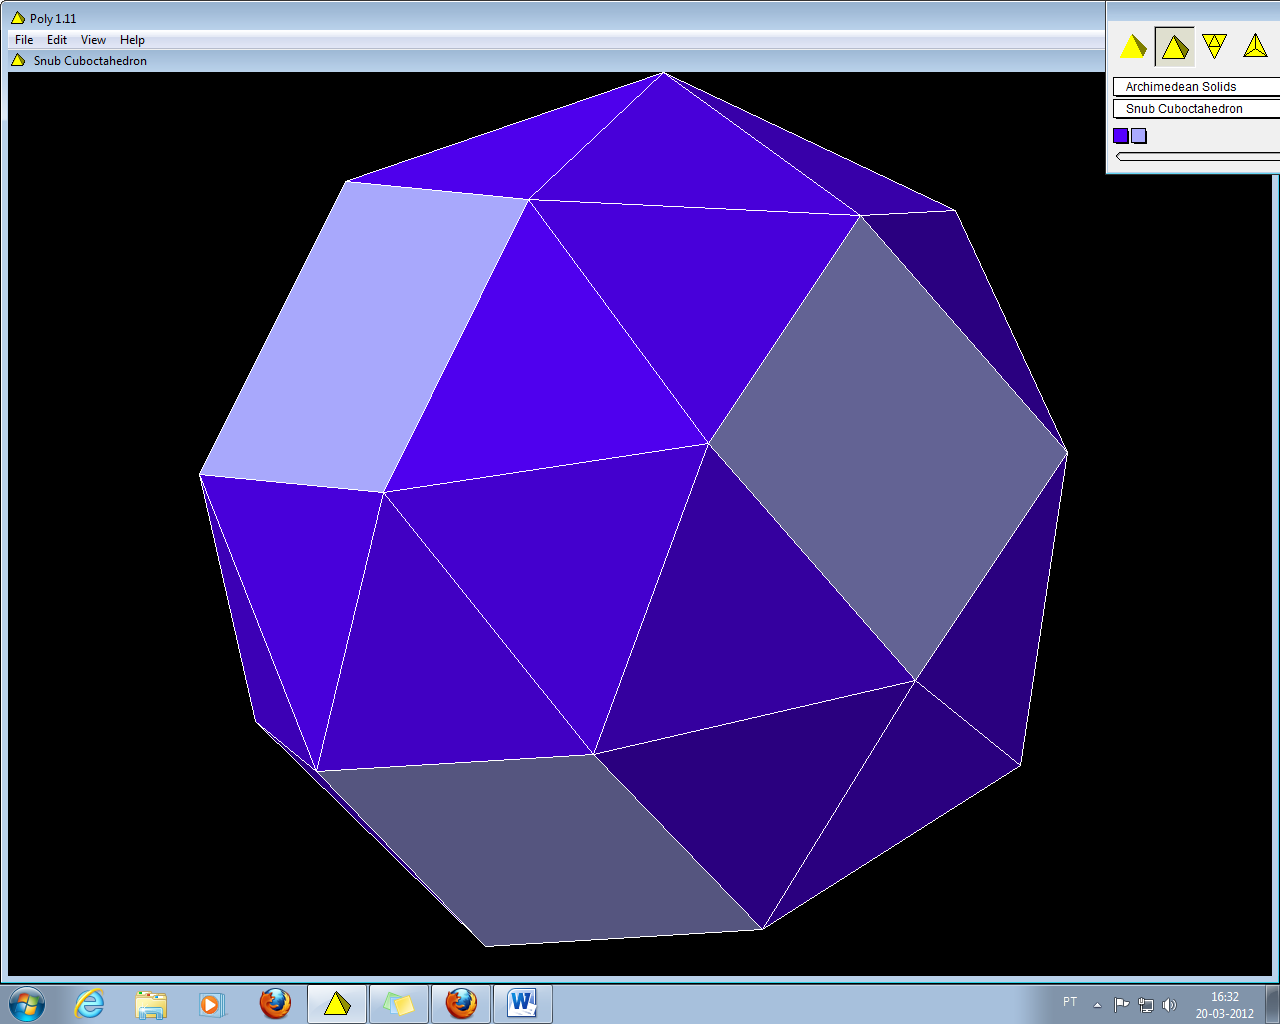 Poly 1.11
File Edit View Help
Snub Cuboctahedron
Archimedean Solids
Snub Cuboctahedron
PT
16:32
20-03-2012